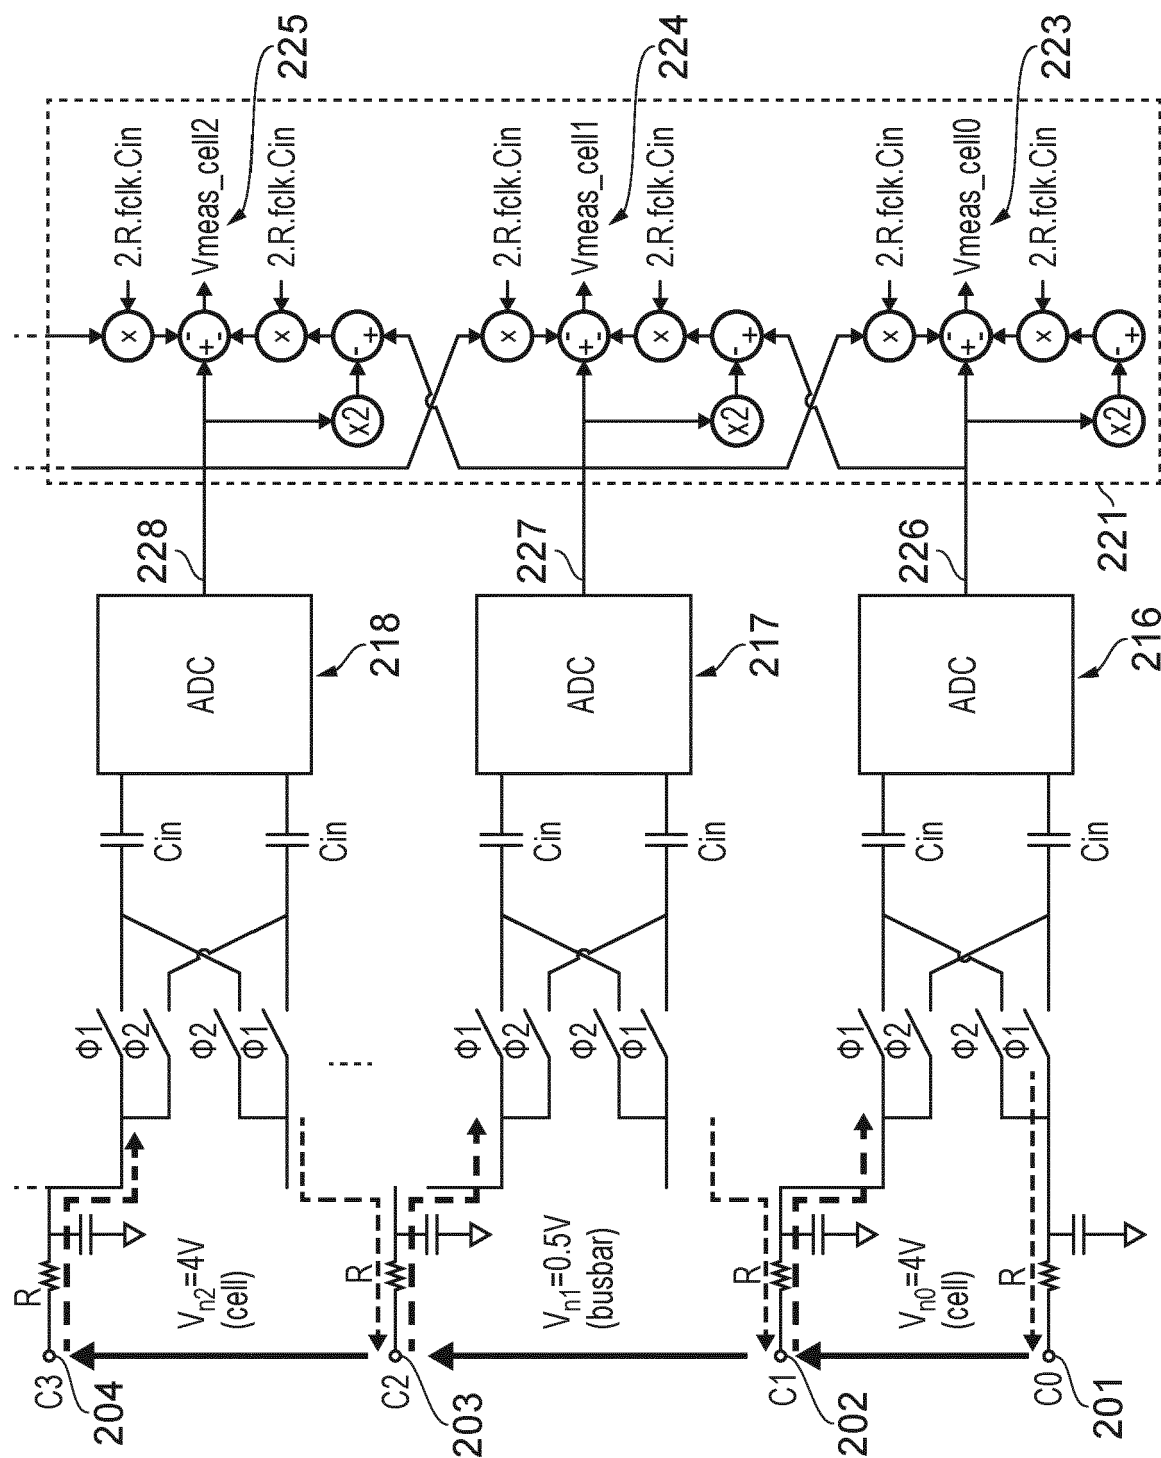 225
224
223
2.R.fclk.Cin
Vmeas_cell2
2.R.fclk.Cin
2.R.fclk.Cin
Vmeas_cell1
2.R.fclk.Cin
2.R.fclk.Cin
Vmeas_cell0
2.R.fclk.Cin
x
+ - -
x
- +
x2
x
+ - -
x
- +
x2
x
+ - -
x
- +
x2
221
228
227
226
ADC
218
ADC
217
ADC
216
Cin
Cin
Cin
Cin
Cin
Cin
Φ1
Φ2
Φ2
Φ1
Φ1
Φ2
Φ2
Φ1
Φ1
Φ2
Φ2
Φ1
R
Vn2=4V
(cell)
R
Vn1=0.5V
(busbar)
R
Vn0=4V
(cell)
R
C3
204
C2
203
C1
202
C0
201